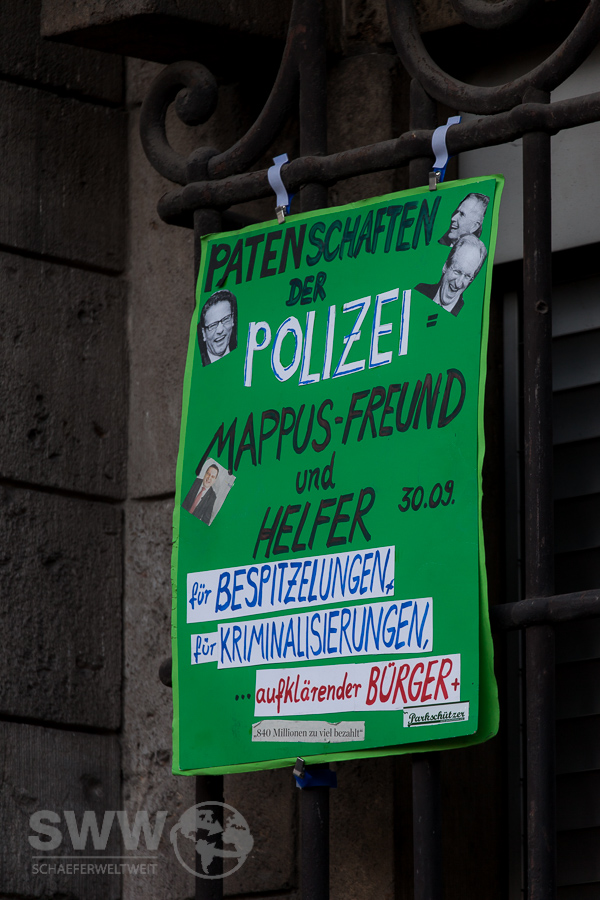 PATENSCHAFTEN
DER
POLIZEI =
MAPPUS-FREUND
und
HELFER 30.09.
für BESPITZELUNGEN,
für KRIMINALISIERUNGEN,
... aufklärender BÜRGER +
Parkschützer
„840 Millionen zu viel bezahlt“
SWW
SCHAEFERWELTWEIT